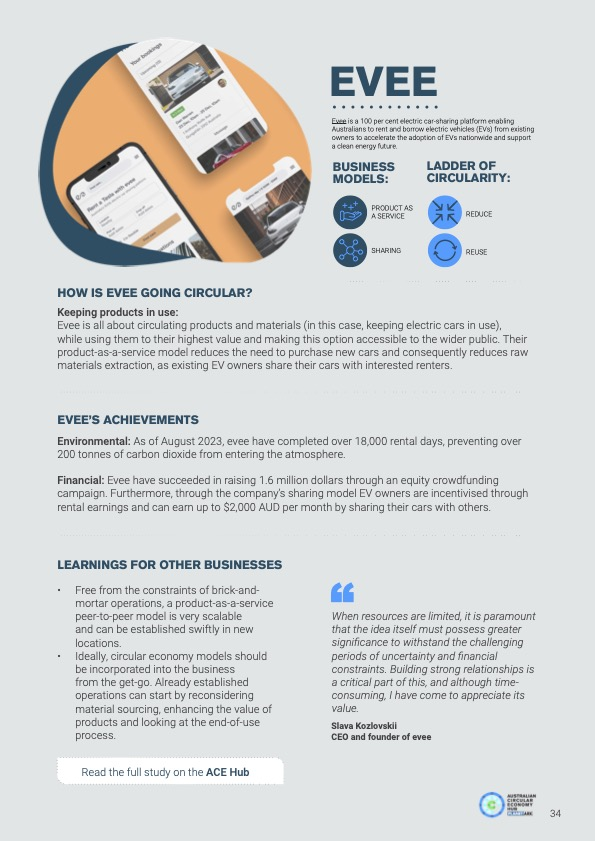 Your bookings
Rent a Tesla with evee
Message
EVEE
Evee is a 100 per cent electric car-sharing platform enabling
Australians to rent and borrow electric vehicles (EVs) from existing
owners to accelerate the adoption of EVs nationwide and support
a clean energy future.
BUSINESS
MODELS:
PRODUCT AS
A SERVICE
SHARING
LADDER OF
CIRCULARITY:
REDUCE
REUSE
HOW IS EVEE GOING CIRCULAR?
Keeping products in use:
Evee is all about circulating products and materials (in this case, keeping electric cars in use),
while using them to their highest value and making this option accessible to the wider public. Their
product-as-a-service model reduces the need to purchase new cars and consequently reduces raw
materials extraction, as existing EV owners share their cars with interested renters.
EVEE'S ACHIEVEMENTS
Environmental: As of August 2023, evee have completed over 18,000 rental days, preventing over
200 tonnes of carbon dioxide from entering the atmosphere.
Financial: Evee have succeeded in raising 1.6 million dollars through an equity crowdfunding
campaign. Furthermore, through the company's sharing model EV owners are incentivised through
rental earnings and can earn up to $2,000 AUD per month by sharing their cars with others.
LEARNINGS FOR OTHER BUSINESSES
• Free from the constraints of brick-and-
mortar operations, a product-as-a-service
peer-to-peer model is very scalable
and can be established swiftly in new
locations.
• Ideally, circular economy models should
be incorporated into the business
from the get-go. Already established
operations can start by reconsidering
material sourcing, enhancing the value of
products and looking at the end-of-use
process.
Read the full study on the ACE Hub
When resources are limited, it is paramount
that the idea itself must possess greater
significance to withstand the challenging
periods of uncertainty and financial
constraints. Building strong relationships is
a critical part of this, and although time-
consuming, I have come to appreciate its
value.
Slava Kozlovskii
CEO and founder of evee
AUSTRALIAN
CIRCULAR
ECONOMY
HUB
PLANET ARK
34